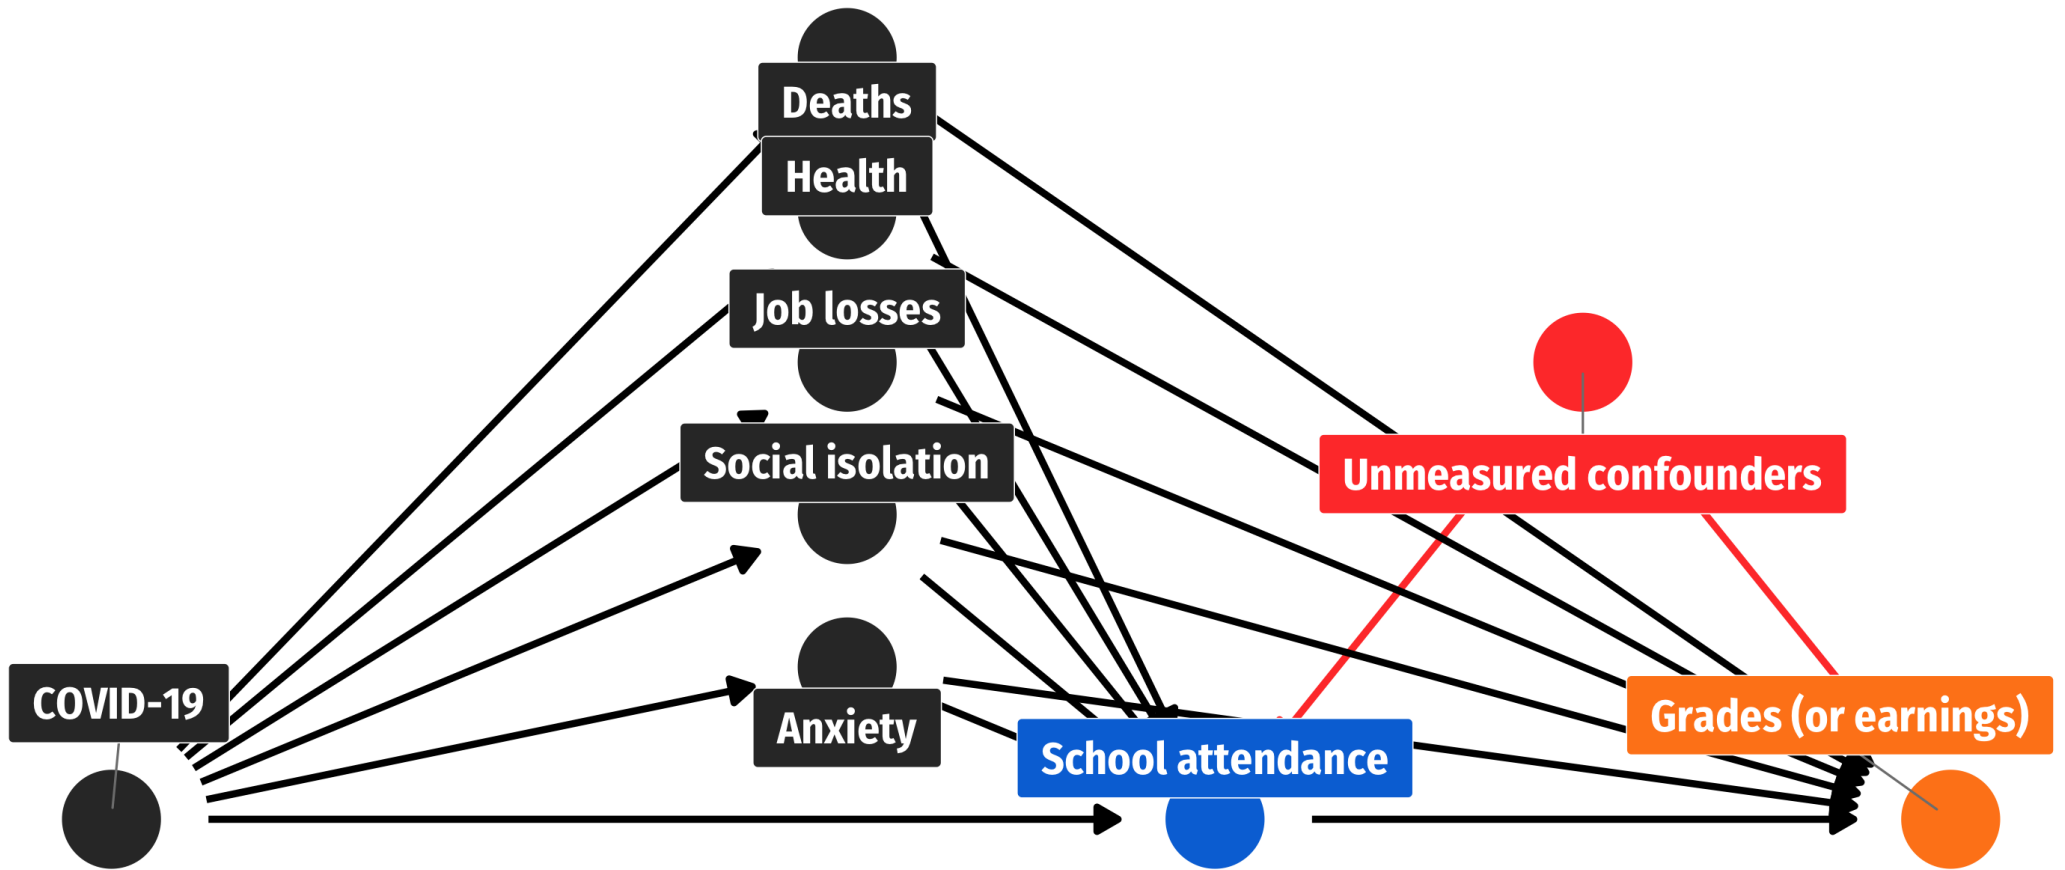 Deaths
Health
Job losses
Social isolation
Unmeasured confounders
COVID-19
Anxiety
School attendance
Grades (or earnings)